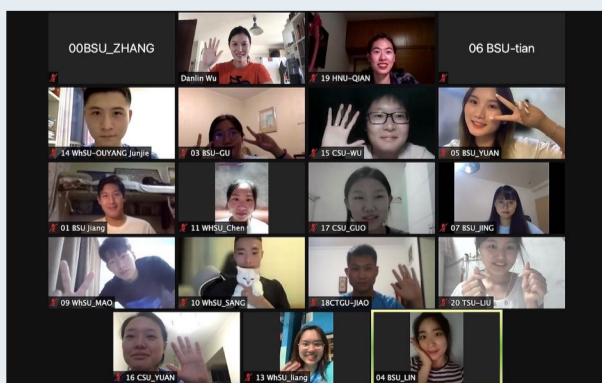 00BSU_ZHANG
Danlin Wu
19 HNU-QIAN
06 BSU-tian
14 WhSU-OUYANG Junjie
03 BSU-GU
15 CSU-WU
05 BSU_YUAN
01 BSU Jiang
11 WHSU_Chen
17 CSU_GUO
07 BSU_JING
09 WhSU_MAO
10 WhSU_SANG
18CTGU-JIAO
20 TSU-LIU
16 CSU_YUAN
13 WhSU_liang
04 BSU_LIN